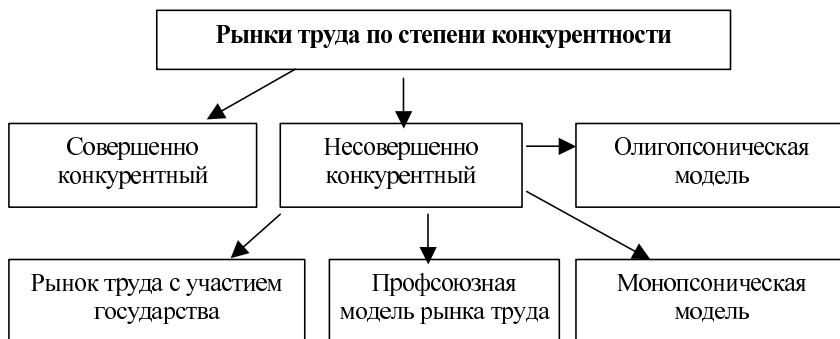 Рынки труда по степени конкурентности
Совершенно
конкурентный
Несовершенно
конкурентный
Олигопсоническая
модель
Рынок труда с участием
государства
Профсоюзная
модель рынка труда
Монопсоническая
модель